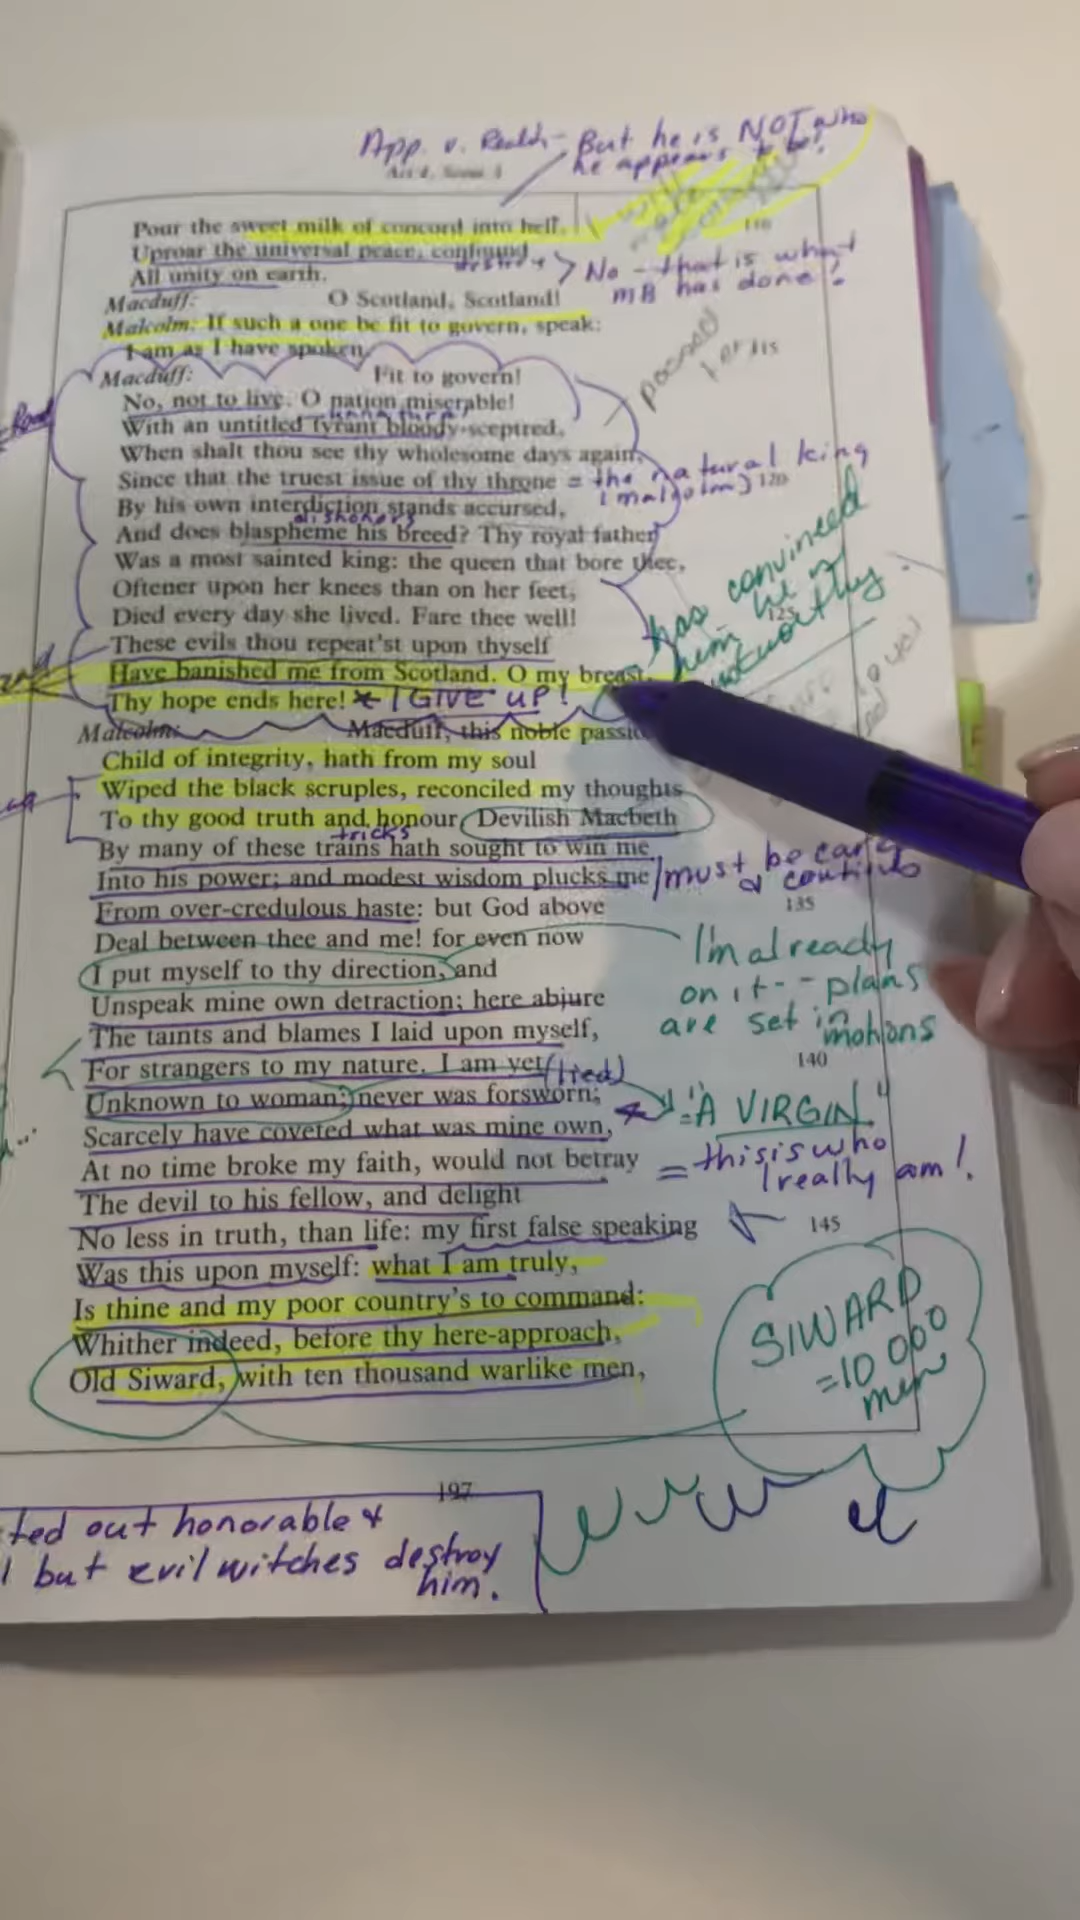 App. v. Reality - But he is NOT who
he appears to be!
Act 4, Scene 3
Pour the sweet milk of concord into hell,
110
Uproar the universal peace, confound
destroy
All unity on earth.
> No - that is what
MB has done!
Macduff: O Scotland, Scotland!
Malcolm: If such a one be fit to govern, speak:
I am as I have spoken.
Macduff: Fit to govern!
No, not to live. O nation miserable!
With an untitled tyrant bloody-sceptred,
When shalt thou see thy wholesome days again,
Since that the truest issue of thy throne = the natural king
(malcolm) 120
By his own interdiction stands accursed,
dishonors
And does blaspheme his breed? Thy royal father
Was a most sainted king: the queen that bore thee,
Oftener upon her knees than on her feet,
Died every day she lived. Fare thee well!
125
has convinced
him he is
not worthy
These evils thou repeat'st upon thyself
Have banished me from Scotland. O my breast,
Thy hope ends here! * I GIVE UP!
Malcolm: Macduff, this noble
Child of integrity, hath from my soul
Wiped the black scruples, reconciled my thoughts
To thy good truth and honour. Devilish Macbeth
tricks
By many of these trains hath sought to win me
Into his power; and modest wisdom plucks me / must be
&
From over-credulous haste: but God above
135
Deal between thee and me! for even now
I'm already
on it - - plans
are set in
motions
I put myself to thy direction, and
Unspeak mine own detraction; here abjure
The taints and blames I laid upon myself,
140
For strangers to my nature. I am yet
(lied)
Unknown to woman; never was forsworn;
= "A VIRGIN"
Scarcely have coveted what was mine own,
At no time broke my faith, would not betray
= this is who
I really am!
The devil to his fellow, and delight
No less in truth, than life: my first false speaking
145
Was this upon myself: what I am truly,
Is thine and my poor country's to command:
Whither indeed, before thy here-approach,
Old Siward, with ten thousand warlike men,
SIWARD
= 10 000
men
197
ted out honorable &
but evil witches destroy
him.